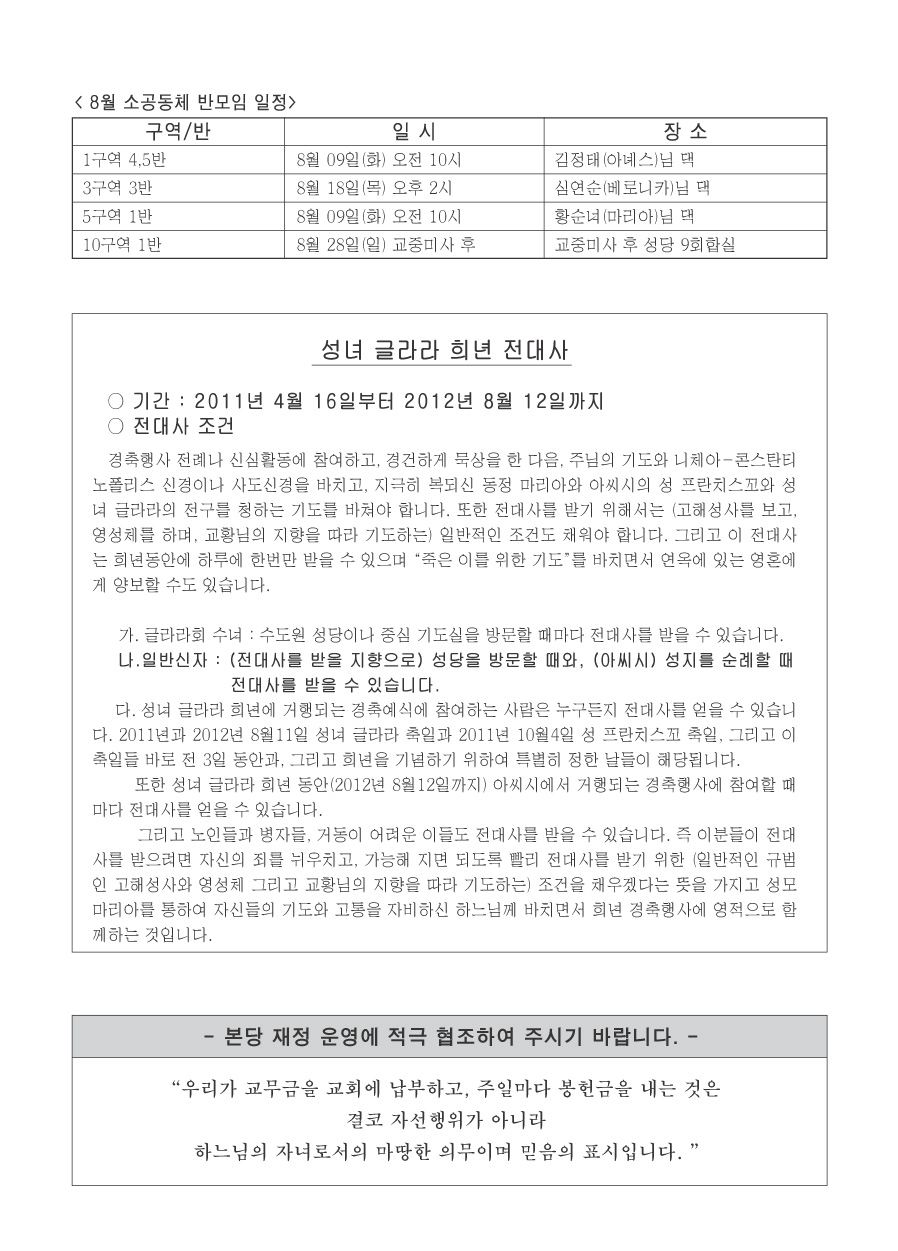 < 8월 소공동체 반모임 일정>
구역/반 일 시 장 소
1구역 4,5반 8월 09일(화) 오전 10시 김정태(아녜스)님 댁
3구역 3반 8월 18일(목) 오후 2시 심연순(베로니카)님 댁
5구역 1반 8월 09일(화) 오전 10시 황순녀(마리아)님 댁
10구역 1반 8월 28일(일) 교중미사 후 교중미사 후 성당 9회합실
성녀 글라라 희년 전대사
○ 기간 : 2011년 4월 16일부터 2012년 8월 12일까지
○ 전대사 조건
경축행사 전례나 신심활동에 참여하고, 경건하게 묵상을 한 다음, 주님의 기도와 니체아-콘스탄티
노폴리스 신경이나 사도신경을 바치고, 지극히 복되신 동정 마리아와 아씨시의 성 프란치스꼬와 성
녀 글라라의 전구를 청하는 기도를 바쳐야 합니다. 또한 전대사를 받기 위해서는 (고해성사를 보고,
영성체를 하며, 교황님의 지향을 따라 기도하는) 일반적인 조건도 채워야 합니다. 그리고 이 전대사
는 희년동안에 하루에 한번만 받을 수 있으며 “죽은 이를 위한 기도”를 바치면서 연옥에 있는 영혼에
게 양보할 수도 있습니다.
가. 글라라회 수녀 : 수도원 성당이나 중심 기도실을 방문할 때마다 전대사를 받을 수 있습니다.
나.일반신자 : (전대사를 받을 지향으로) 성당을 방문할 때와, (아씨시) 성지를 순례할 때
전대사를 받을 수 있습니다.
다. 성녀 글라라 희년에 거행되는 경축예식에 참여하는 사람은 누구든지 전대사를 얻을 수 있습니
다. 2011년과 2012년 8월11일 성녀 글라라 축일과 2011년 10월4일 성 프란치스꼬 축일, 그리고 이
축일들 바로 전 3일 동안과, 그리고 희년을 기념하기 위하여 특별히 정한 날들이 해당됩니다.
또한 성녀 글라라 희년 동안(2012년 8월12일까지) 아씨시에서 거행되는 경축행사에 참여할 때
마다 전대사를 얻을 수 있습니다.
그리고 노인들과 병자들, 거동이 어려운 이들도 전대사를 받을 수 있습니다. 즉 이분들이 전대
사를 받으려면 자신의 죄를 뉘우치고, 가능해 지면 되도록 빨리 전대사를 받기 위한 (일반적인 규범
인 고해성사와 영성체 그리고 교황님의 지향을 따라 기도하는) 조건을 채우겠다는 뜻을 가지고 성모
마리아를 통하여 자신들의 기도와 고통을 자비하신 하느님께 바치면서 희년 경축행사에 영적으로 함
께하는 것입니다.
- 본당 재정 운영에 적극 협조하여 주시기 바랍니다. -
“우리가 교무금을 교회에 납부하고, 주일마다 봉헌금을 내는 것은
결코 자선행위가 아니라
하느님의 자녀로서의 마땅한 의무이며 믿음의 표시입니다. ”